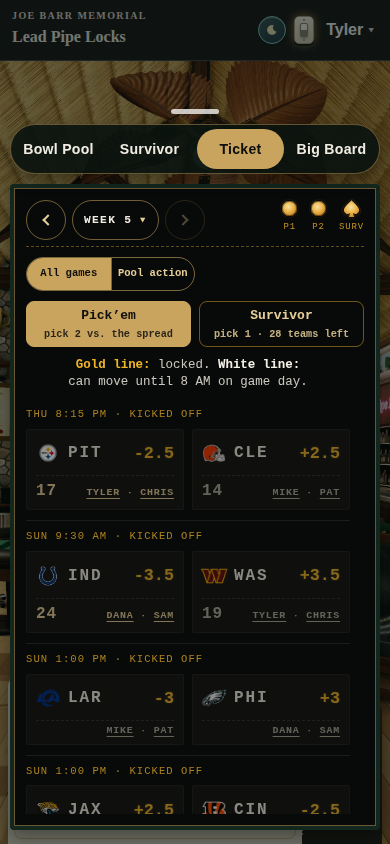 JOE BARR MEMORIAL
Lead Pipe Locks
Tyler ▾
Bowl Pool Survivor Ticket Big Board
WEEK 5 ▾
P1 P2 SURV
All games Pool action
Pick’em
pick 2 vs. the spread
Survivor
pick 1 · 28 teams left
Gold line: locked. White line:
can move until 8 AM on game day.
THU 8:15 PM · KICKED OFF
PIT -2.5
17 TYLER · CHRIS
CLE +2.5
14 MIKE · PAT
SUN 9:30 AM · KICKED OFF
IND -3.5
24 DANA · SAM
WAS +3.5
19 TYLER · CHRIS
SUN 1:00 PM · KICKED OFF
LAR -3
MIKE · PAT
PHI +3
DANA · SAM
SUN 1:00 PM · KICKED OFF
JAX +2.5
CIN -2.5